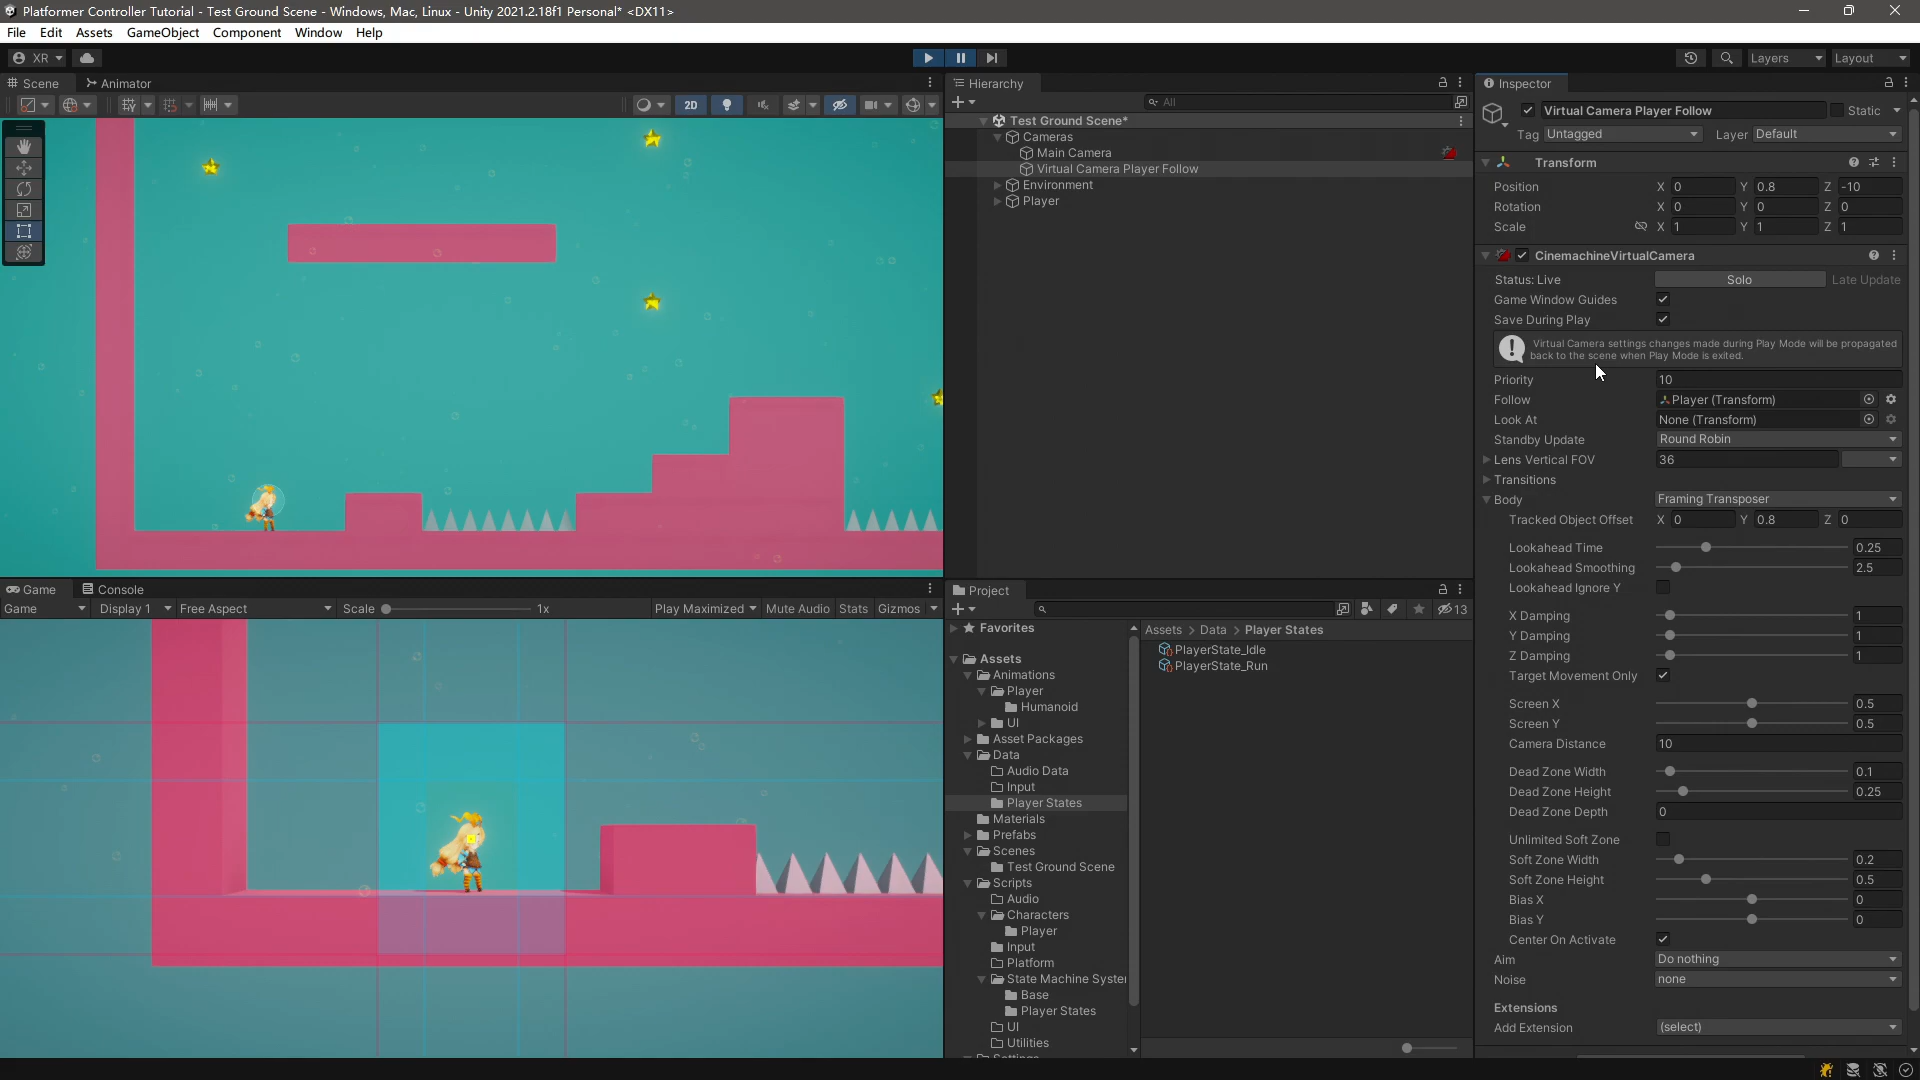 Platformer Controller Tutorial - Test Ground Scene - Windows, Mac, Linux - Unity 2021.2.18f1 Personal* <DX11>
File Edit Assets GameObject Component Window Help
XR Layers Layout
Scene Animator
2D
Hierarchy
All
Test Ground Scene*
Cameras
Main Camera
Virtual Camera Player Follow
Environment
Player
Game Console
Game Display 1 Free Aspect Scale 1x Play Maximized Mute Audio Stats Gizmos
Project
13
Favorites
Assets
Animations
Player
Humanoid
UI
Asset Packages
Data
Audio Data
Input
Player States
Materials
Prefabs
Scenes
Test Ground Scene
Scripts
Audio
Characters
Player
Input
Platform
State Machine Syste
Base
Player States
UI
Utilities
Assets > Data > Player States
PlayerState_Idle
PlayerState_Run
Inspector
Virtual Camera Player Follow Static
Tag Untagged Layer Default
Transform
Position X 0 Y 0.8 Z -10
Rotation X 0 Y 0 Z 0
Scale X 1 Y 1 Z 1
CinemachineVirtualCamera
Status: Live Solo Late Update
Game Window Guides
Save During Play
Virtual Camera settings changes made during Play Mode will be propagated
back to the scene when Play Mode is exited.
Priority 10
Follow Player (Transform)
Look At None (Transform)
Standby Update Round Robin
Lens Vertical FOV 36
Transitions
Body Framing Transposer
Tracked Object Offset X 0 Y 0.8 Z 0
Lookahead Time 0.25
Lookahead Smoothing 2.5
Lookahead Ignore Y
X Damping 1
Y Damping 1
Z Damping 1
Target Movement Only
Screen X 0.5
Screen Y 0.5
Camera Distance 10
Dead Zone Width 0.1
Dead Zone Height 0.25
Dead Zone Depth 0
Unlimited Soft Zone
Soft Zone Width 0.2
Soft Zone Height 0.5
Bias X 0
Bias Y 0
Center On Activate
Aim Do nothing
Noise none
Extensions
Add Extension (select)